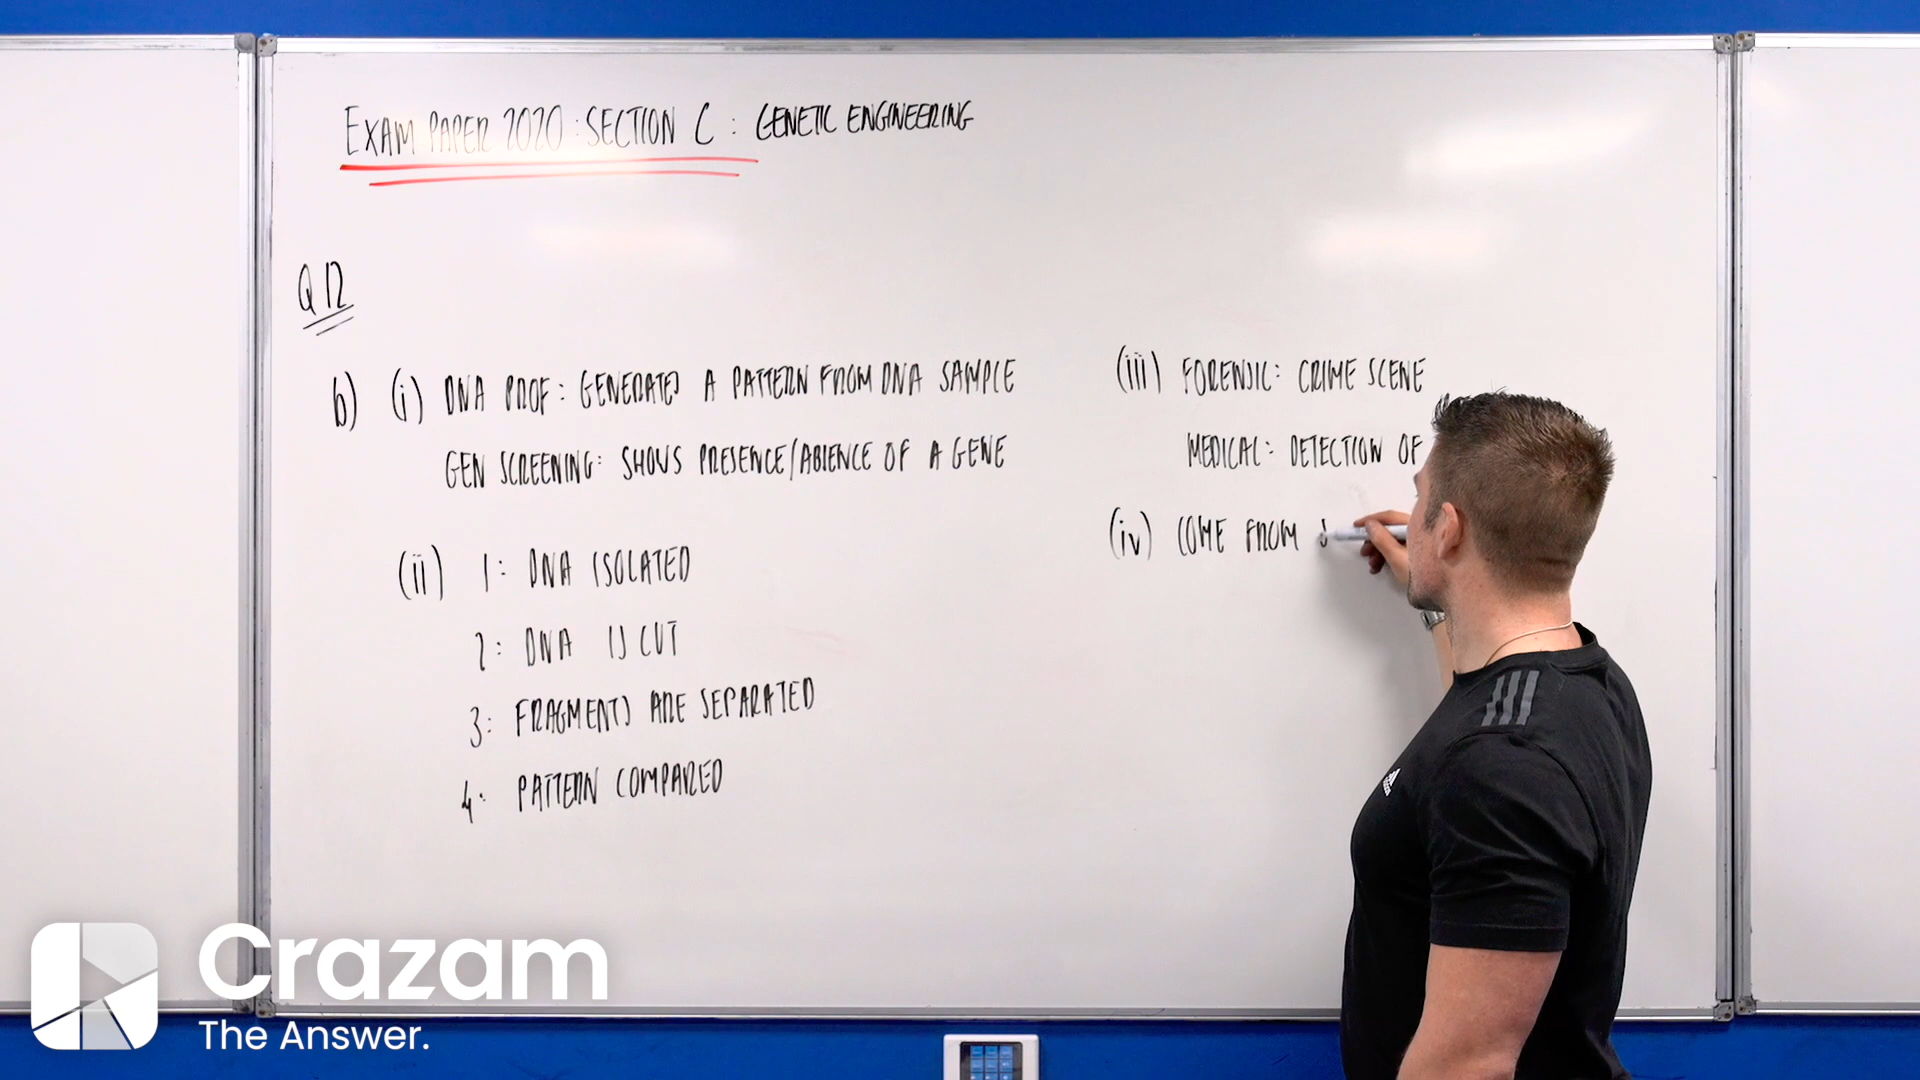 EXAM PAPER 2020 : SECTION C : GENETIC ENGINEERING
Q12
b) (i) DNA PROF : GENERATES A PATTERN FROM DNA SAMPLE
GEN SCREENING: SHOWS PRESENCE/ABSENCE OF A GENE
(ii) 1: DNA ISOLATED
2: DNA IS CUT
3: FRAGMENTS ARE SEPARATED
4: PATTERN COMPARED
(iii) FORENSIC: CRIME SCENE
MEDICAL: DETECTION OF
(iv) COME FROM
Crazam
The Answer.